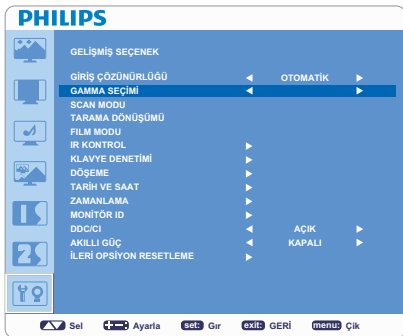 PHILIPS
GELİŞMİŞ SEÇENEK
GİRİŞ ÇÖZÜNÜRLÜĞÜ OTOMATİK
GAMMA SEÇİMİ
SCAN MODU
TARAMA DÖNÜŞÜMÜ
FILM MODU
IR KONTROL
KLAVYE DENETİMİ
DÖŞEME
TARİH VE SAAT
ZAMANLAMA
MONİTÖR ID
DDC/CI AÇIK
AKILLI GÜÇ KAPALI
İLERİ OPSİYON RESETLEME
Sel Ayarla set: Gır exit: GERİ menu: Çik